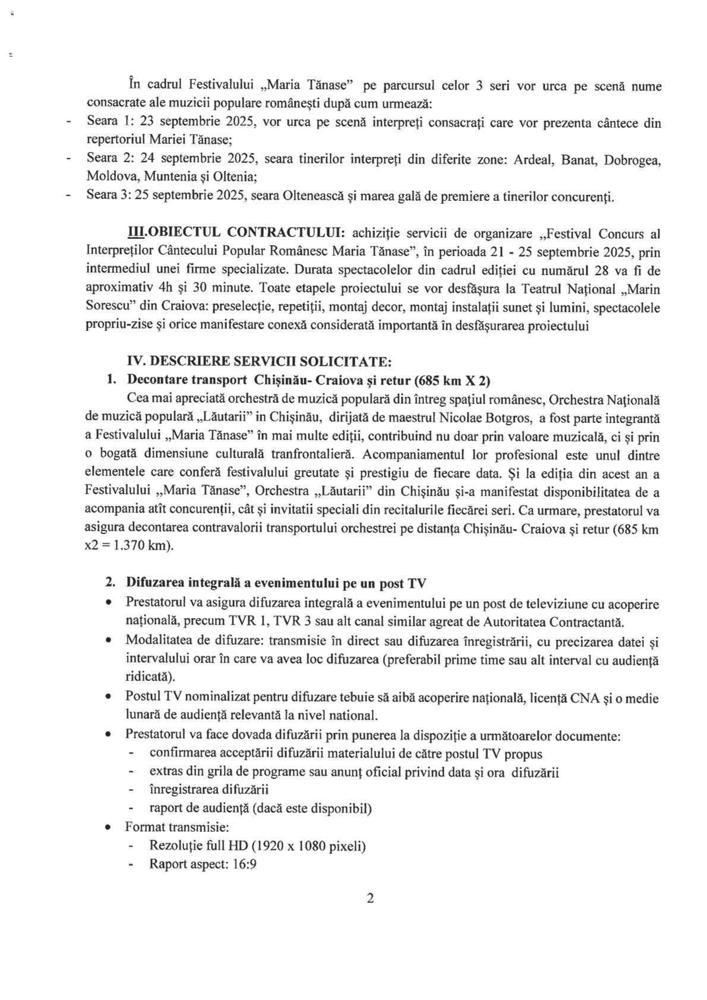 În cadrul Festivalului „Maria Tănase” pe parcursul celor 3 seri vor urca pe scenă nume
consacrate ale muzicii populare românești după cum urmează:
- Seara 1: 23 septembrie 2025, vor urca pe scenă interpreți consacrați care vor prezenta cântece din
repertoriul Mariei Tănase;
- Seara 2: 24 septembrie 2025, seara tinerilor interpreți din diferite zone: Ardeal, Banat, Dobrogea,
Moldova, Muntenia și Oltenia;
- Seara 3: 25 septembrie 2025, seara Oltenească și marea gală de premiere a tinerilor concurenți.
III.OBIECTUL CONTRACTULUI: achiziție servicii de organizare „Festival Concurs al
Interpreților Cântecului Popular Românesc Maria Tănase”, în perioada 21 - 25 septembrie 2025, prin
intermediul unei firme specializate. Durata spectacolelor din cadrul ediției cu numărul 28 va fi de
aproximativ 4h și 30 minute. Toate etapele proiectului se vor desfășura la Teatrul Național „Marin
Sorescu” din Craiova: preselecție, repetiții, montaj decor, montaj instalații sunet și lumini, spectacolele
propriu-zise și orice manifestare conexă considerată importantă în desfășurarea proiectului
IV. DESCRIERE SERVICII SOLICITATE:
1. Decontare transport Chișinău- Craiova și retur (685 km X 2)
Cea mai apreciată orchestră de muzică populară din întreg spațiul românesc, Orchestra Națională
de muzică populară „Lăutarii” in Chișinău, dirijată de maestrul Nicolae Botgros, a fost parte integrantă
a Festivalului „Maria Tănase” în mai multe ediții, contribuind nu doar prin valoare muzicală, ci și prin
o bogată dimensiune culturală tranfrontalieră. Acompaniamentul lor profesional este unul dintre
elementele care conferă festivalului greutate și prestigiu de fiecare data. Și la ediția din acest an a
Festivalului „Maria Tănase”, Orchestra „Lăutarii” din Chișinău și-a manifestat disponibilitatea de a
acompania atît concurenții, cât și invitatii speciali din recitalurile fiecărei seri. Ca urmare, prestatorul va
asigura decontarea contravalorii transportului orchestrei pe distanța Chișinău- Craiova și retur (685 km
x2 = 1.370 km).
2. Difuzarea integrală a evenimentului pe un post TV
• Prestatorul va asigura difuzarea integrală a evenimentului pe un post de televiziune cu acoperire
națională, precum TVR 1, TVR 3 sau alt canal similar agreat de Autoritatea Contractantă.
• Modalitatea de difuzare: transmisie în direct sau difuzarea înregistrării, cu precizarea datei și
intervalului orar în care va avea loc difuzarea (preferabil prime time sau alt interval cu audiență
ridicată).
• Postul TV nominalizat pentru difuzare tebuie să aibă acoperire națională, licență CNA și o medie
lunară de audiență relevantă la nivel national.
• Prestatorul va face dovada difuzării prin punerea la dispoziție a următoarelor documente:
- confirmarea acceptării difuzării materialului de către postul TV propus
- extras din grila de programe sau anunț oficial privind data și ora difuzării
- înregistrarea difuzării
- raport de audiență (dacă este disponibil)
• Format transmisie:
- Rezoluție full HD (1920 x 1080 pixeli)
- Raport aspect: 16:9
2